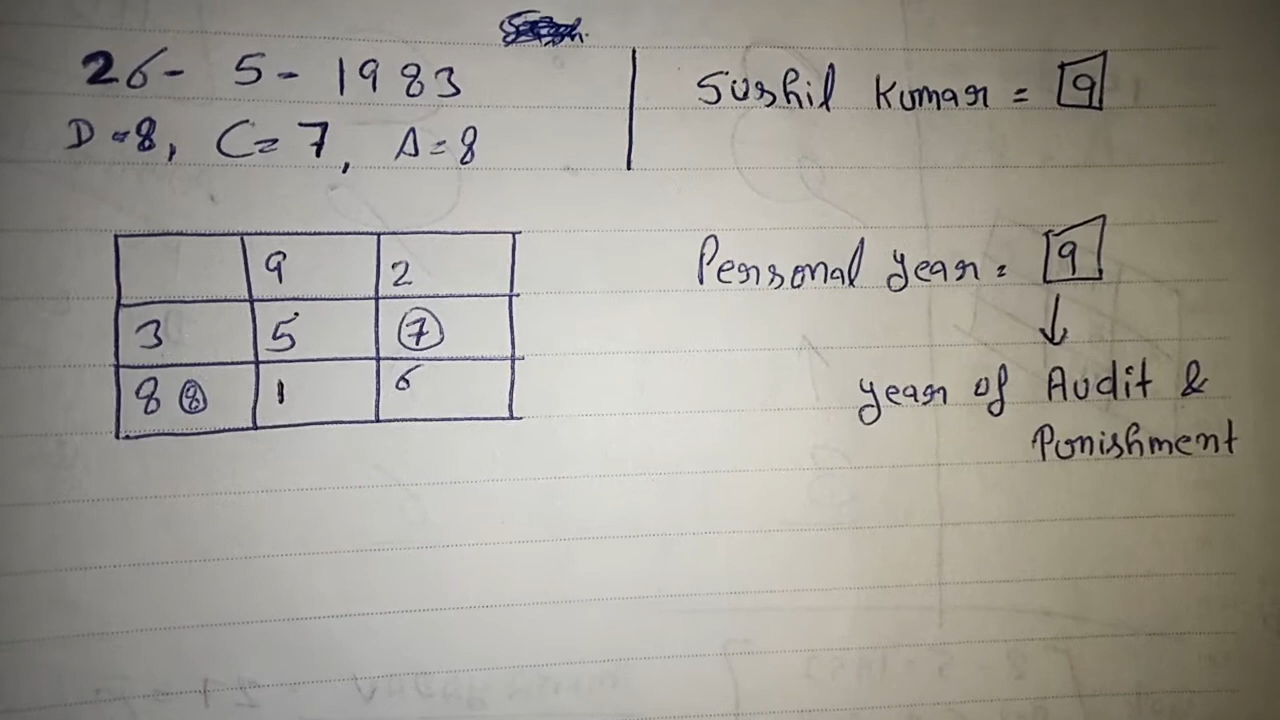 26- 5- 1983
D=8, C=7, A=8
Sushil Kumar = 9
9 2
3 5 7
8 8 1 6
Personal year = 9
↓
year of Audit &
Punishment